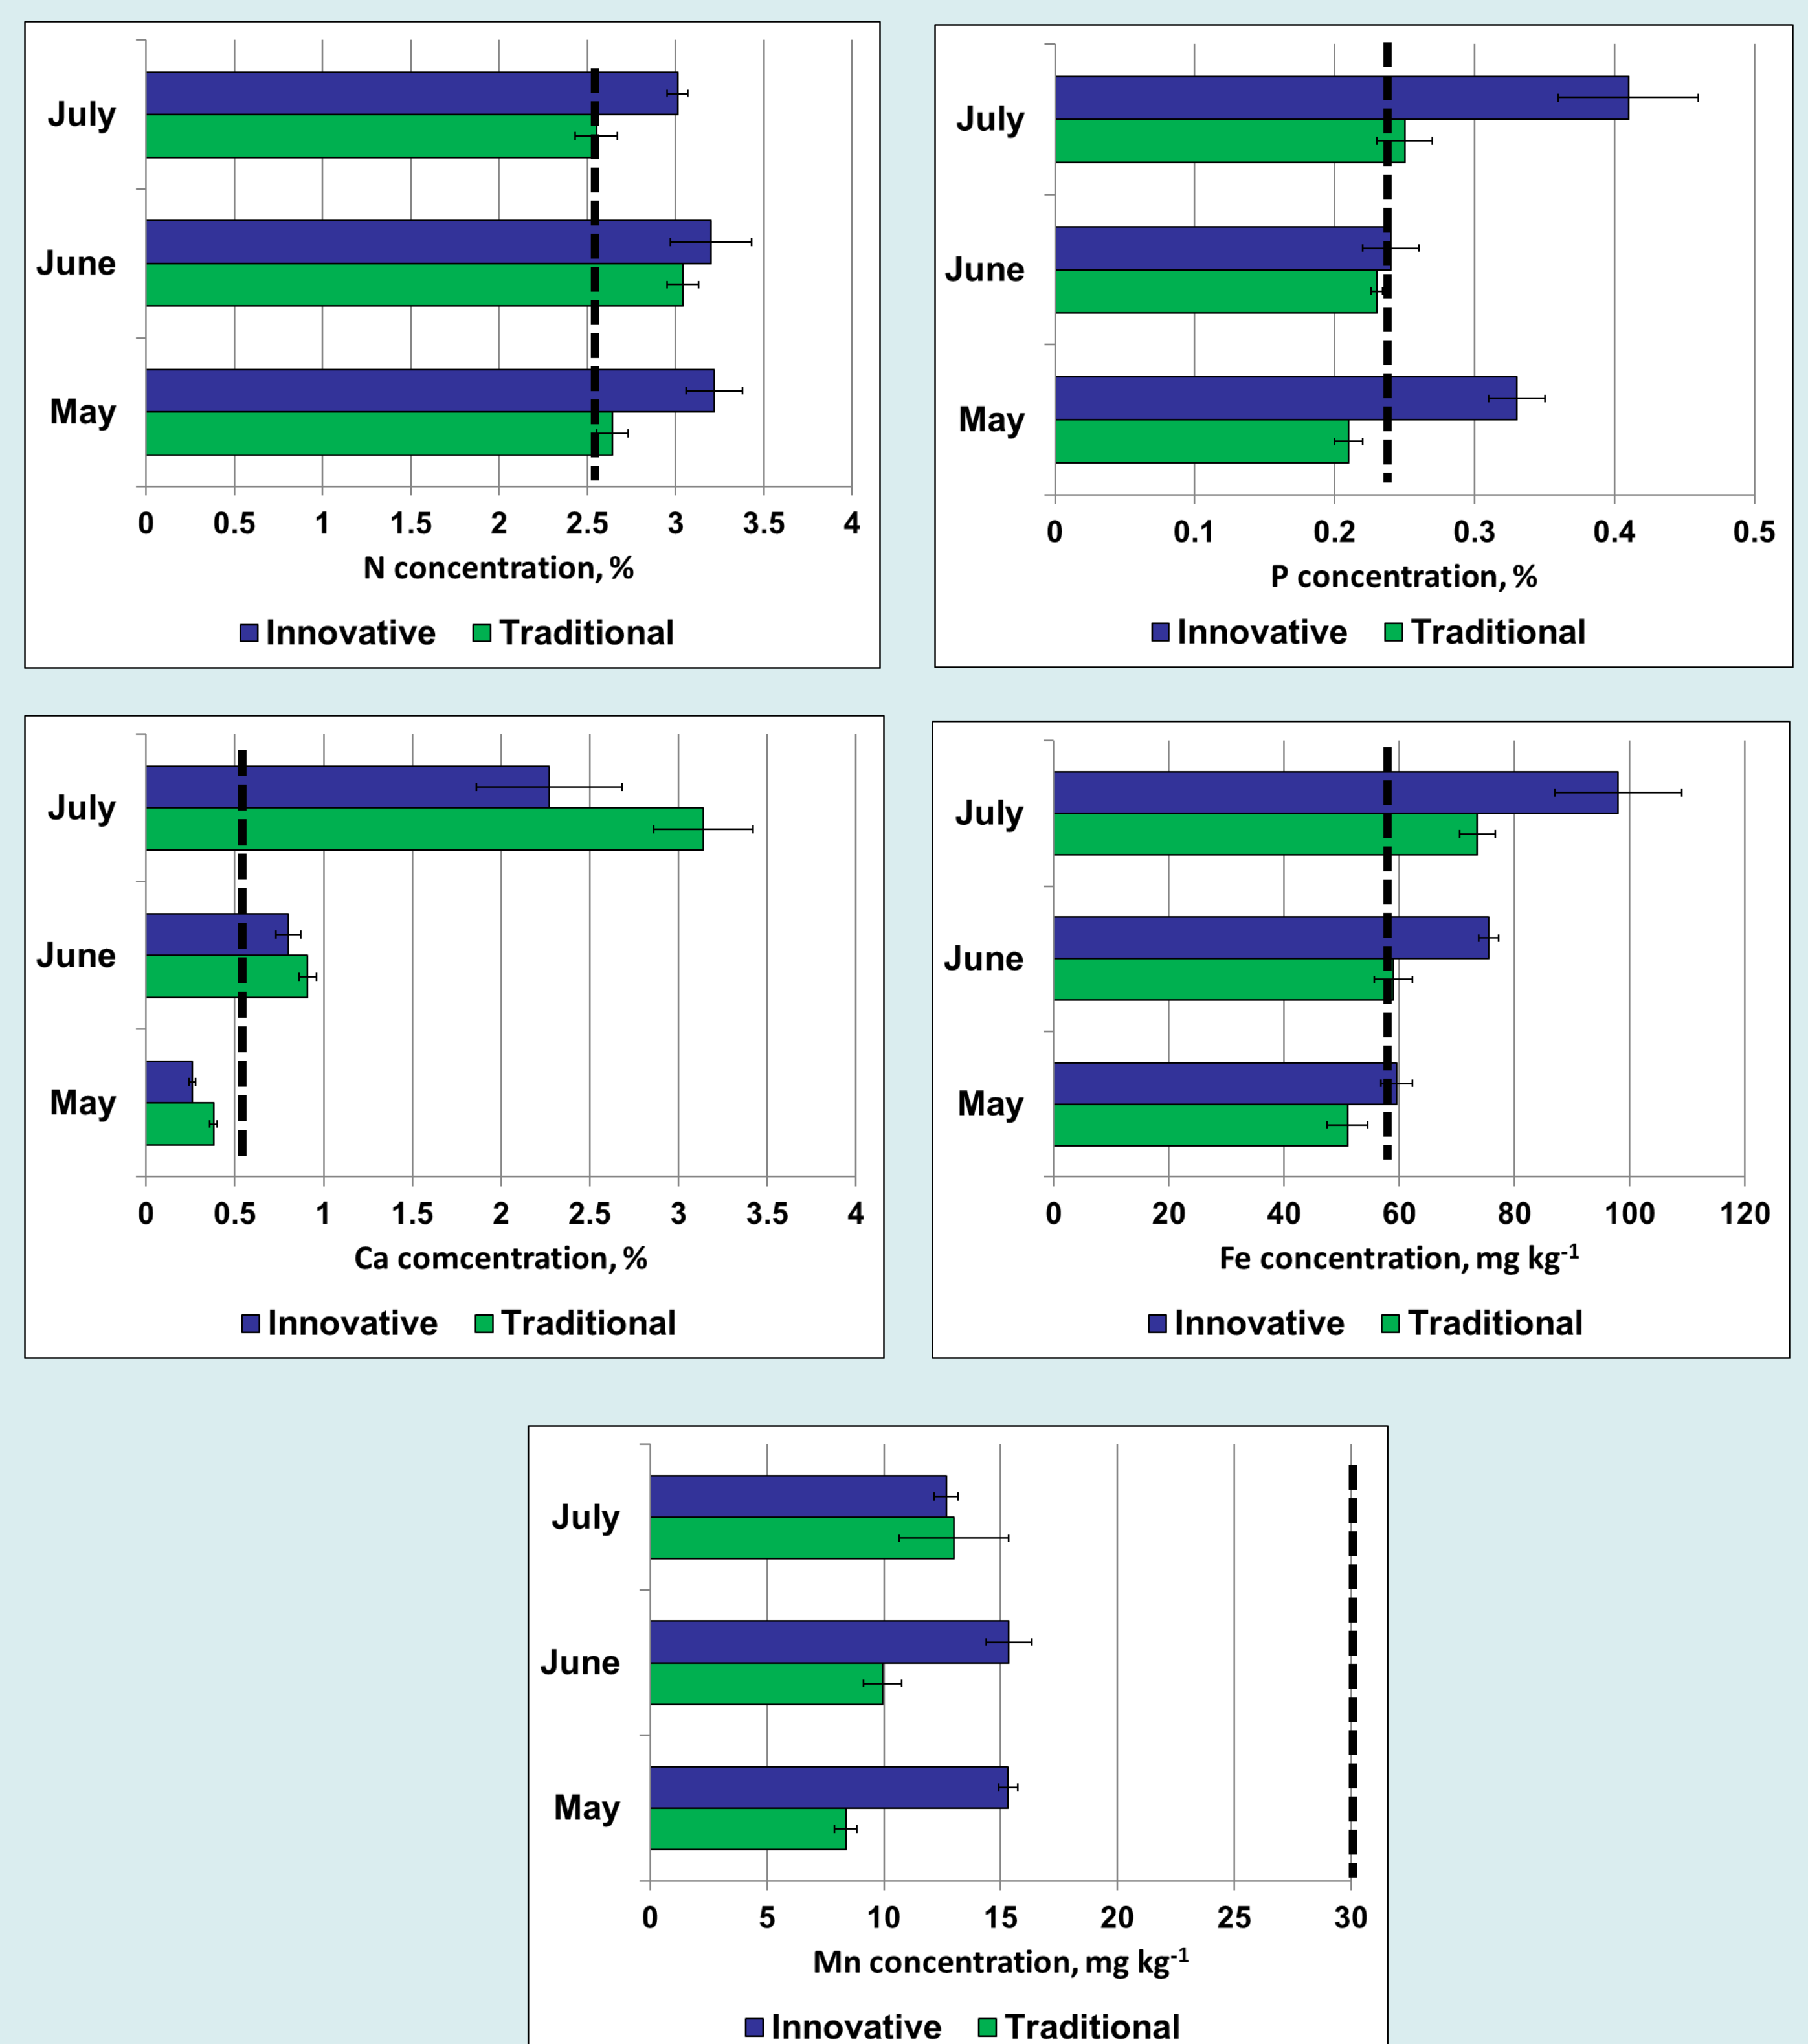 July
June
May
0 0.5 1 1.5 2 2.5 3 3.5 4
N concentration, %
Innovative Traditional
July
June
May
0 0.1 0.2 0.3 0.4 0.5
P concentration, %
Innovative Traditional
July
June
May
0 0.5 1 1.5 2 2.5 3 3.5 4
Ca comcentration, %
Innovative Traditional
July
June
May
0 20 40 60 80 100 120
Fe concentration, mg kg⁻¹
Innovative Traditional
July
June
May
0 5 10 15 20 25 30
Mn concentration, mg kg⁻¹
Innovative Traditional